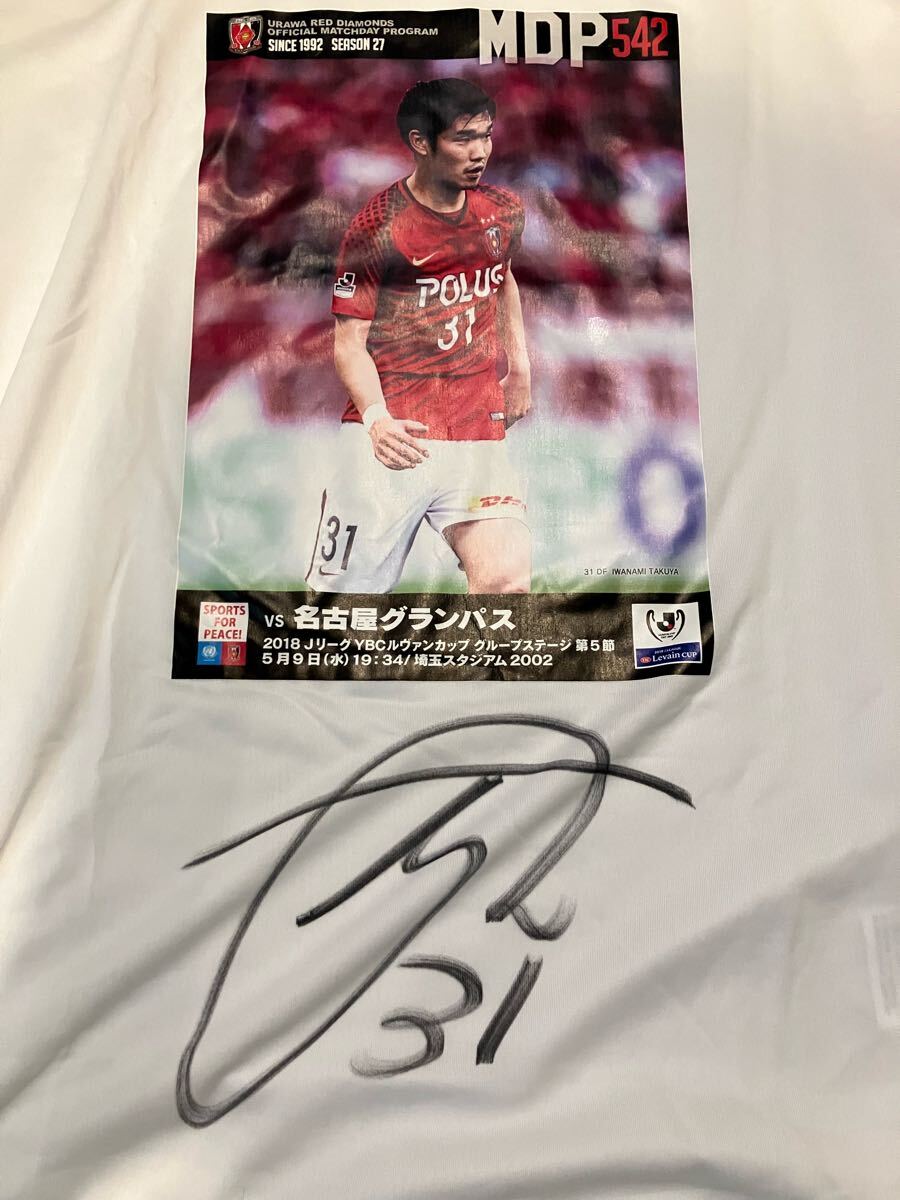 URAWA RED DIAMONDS
OFFICIAL MATCHDAY PROGRAM
SINCE 1992 SEASON 27
MDP542
POLUS
31
31
DHL
31 DF IWANAMI TAKUYA
SPORTS
FOR
PEACE!
VS 名古屋グランパス
2018 JリーグYBCルヴァンカップ グループステージ 第5節
5月9日(水)19:34/埼玉スタジアム2002
Levain CUP
31